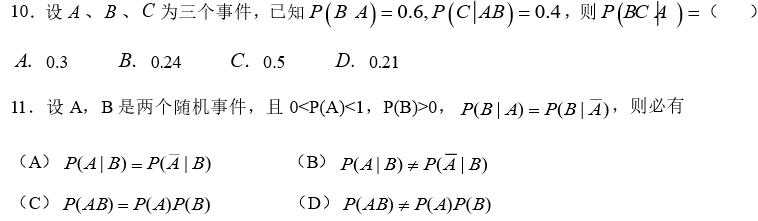 10．设 A 、B 、C 为三个事件，已知 P(B A) = 0.6, P(C|AB) = 0.4，则 P(BC|A ) =（　　）
A. 0.3　B. 0.24　C. 0.5　D. 0.21
11．设 A，B 是两个随机事件，且 0<P(A)<1，P(B)>0，P(B | A) = P(B | A̅)，则必有
（A）P(A | B) = P(A̅ | B)　（B）P(A | B) ≠ P(A̅ | B)
（C）P(AB) = P(A)P(B)　（D）P(AB) ≠ P(A)P(B)